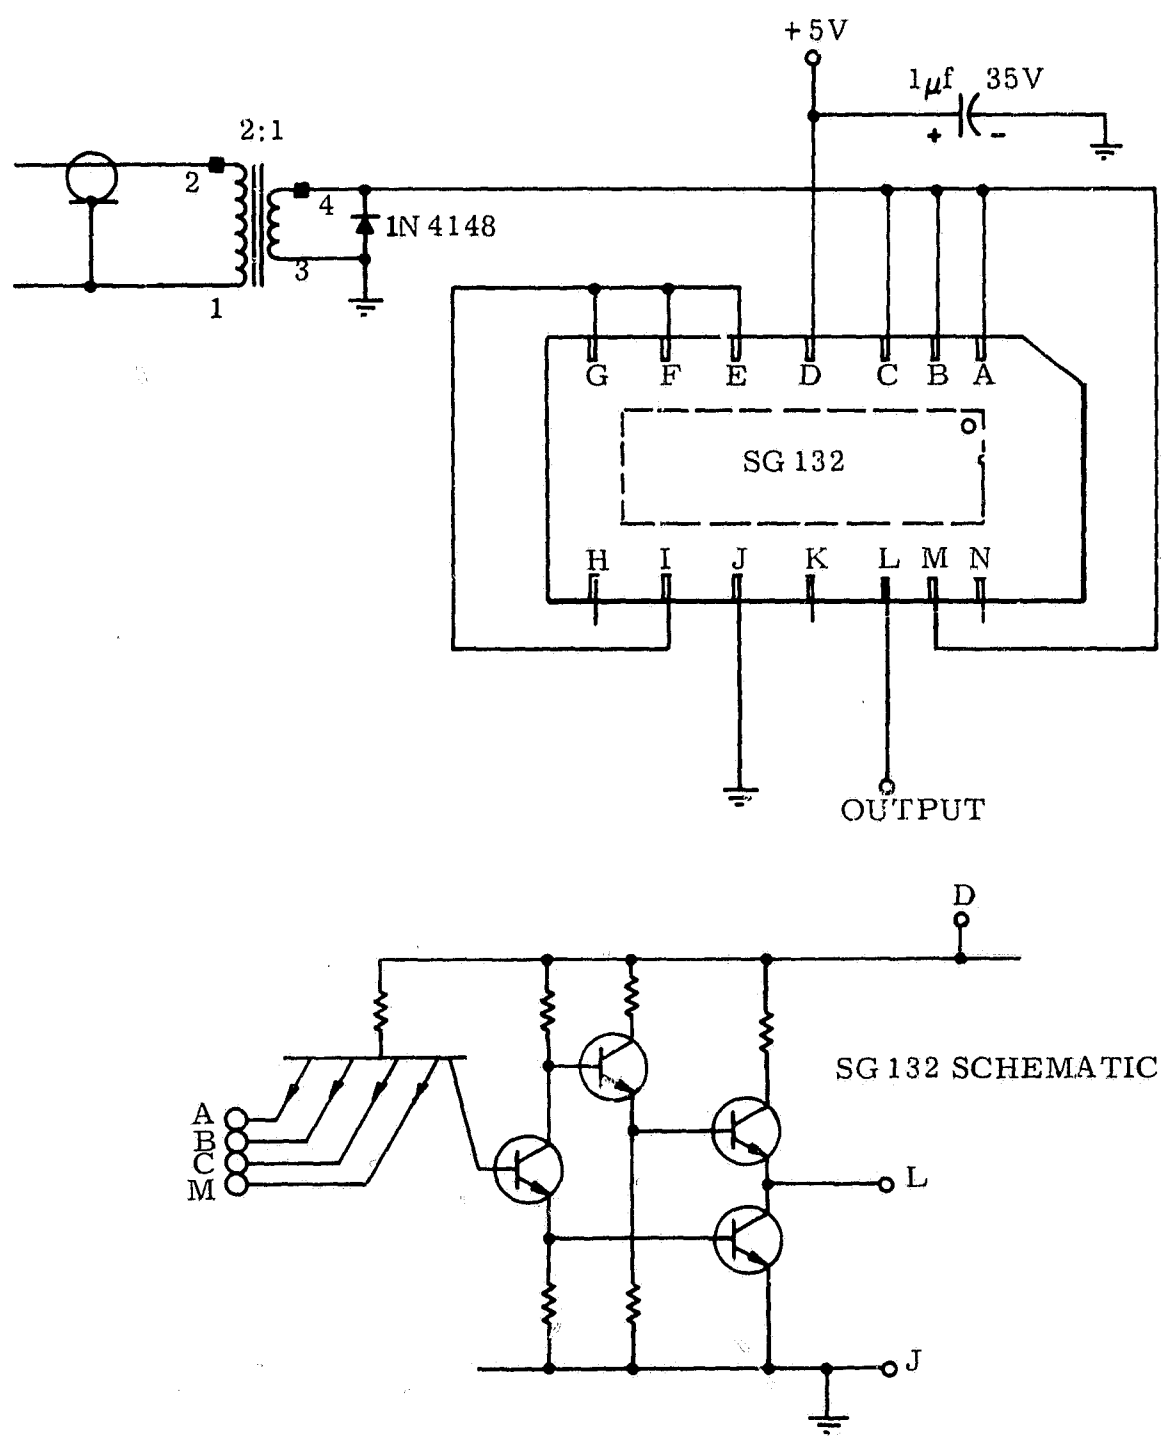 +5V
1μf 35V
2:1
2
4
1N 4148
3
1
G F E D C B A
SG 132
H I J K L M N
OUTPUT
D
SG 132 SCHEMATIC
A
B
C
M
L
J